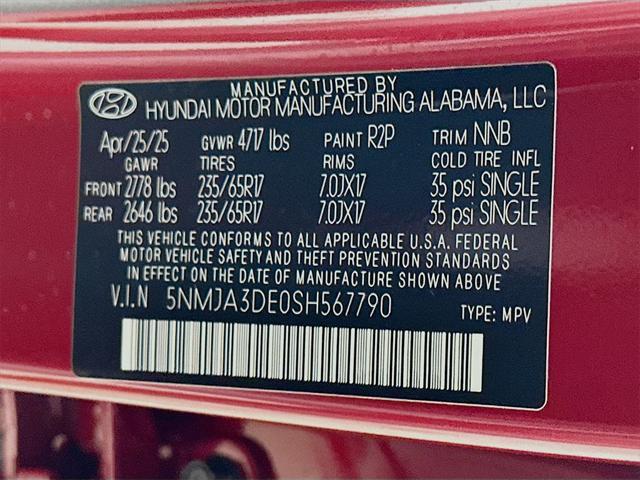 MANUFACTURED BY
HYUNDAI MOTOR MANUFACTURING ALABAMA, LLC
Apr/25/25 GVWR 4717 lbs PAINT R2P TRIM NNB
GAWR TIRES RIMS COLD TIRE INFL
FRONT 2778 lbs 235/65R17 7.0JX17 35 psi SINGLE
REAR 2646 lbs 235/65R17 7.0JX17 35 psi SINGLE
THIS VEHICLE CONFORMS TO ALL APPLICABLE U.S.A. FEDERAL
MOTOR VEHICLE SAFETY AND THEFT PREVENTION STANDARDS
IN EFFECT ON THE DATE OF MANUFACTURE SHOWN ABOVE
V.I.N 5NMJA3DE0SH567790 TYPE: MPV